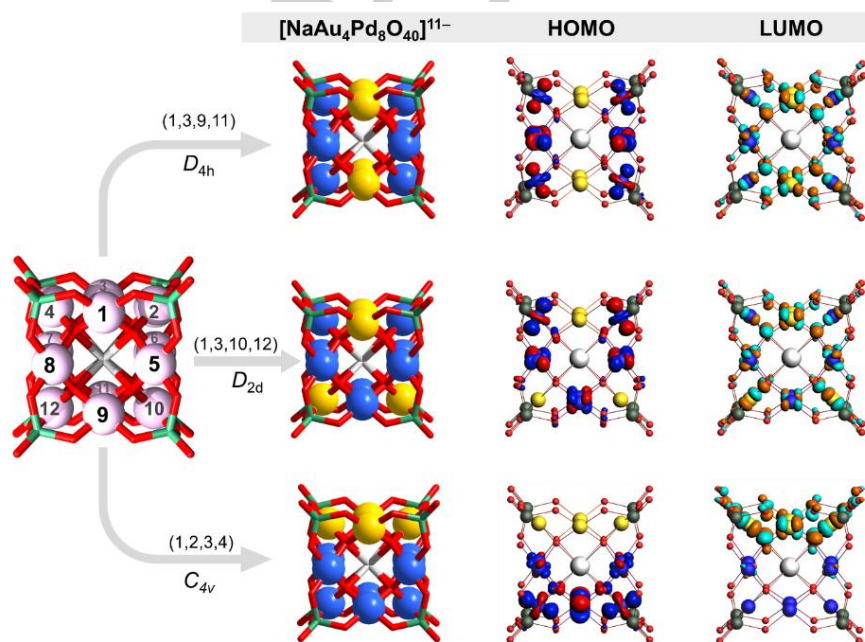 [NaAu₄Pd₈O₄₀]¹¹⁻ HOMO LUMO
(1,3,9,11)
D₄ₕ
3
4 1 2
7 6
8 5
11
12 9 10
(1,3,10,12)
D₂d
(1,2,3,4)
C₄ᵥ